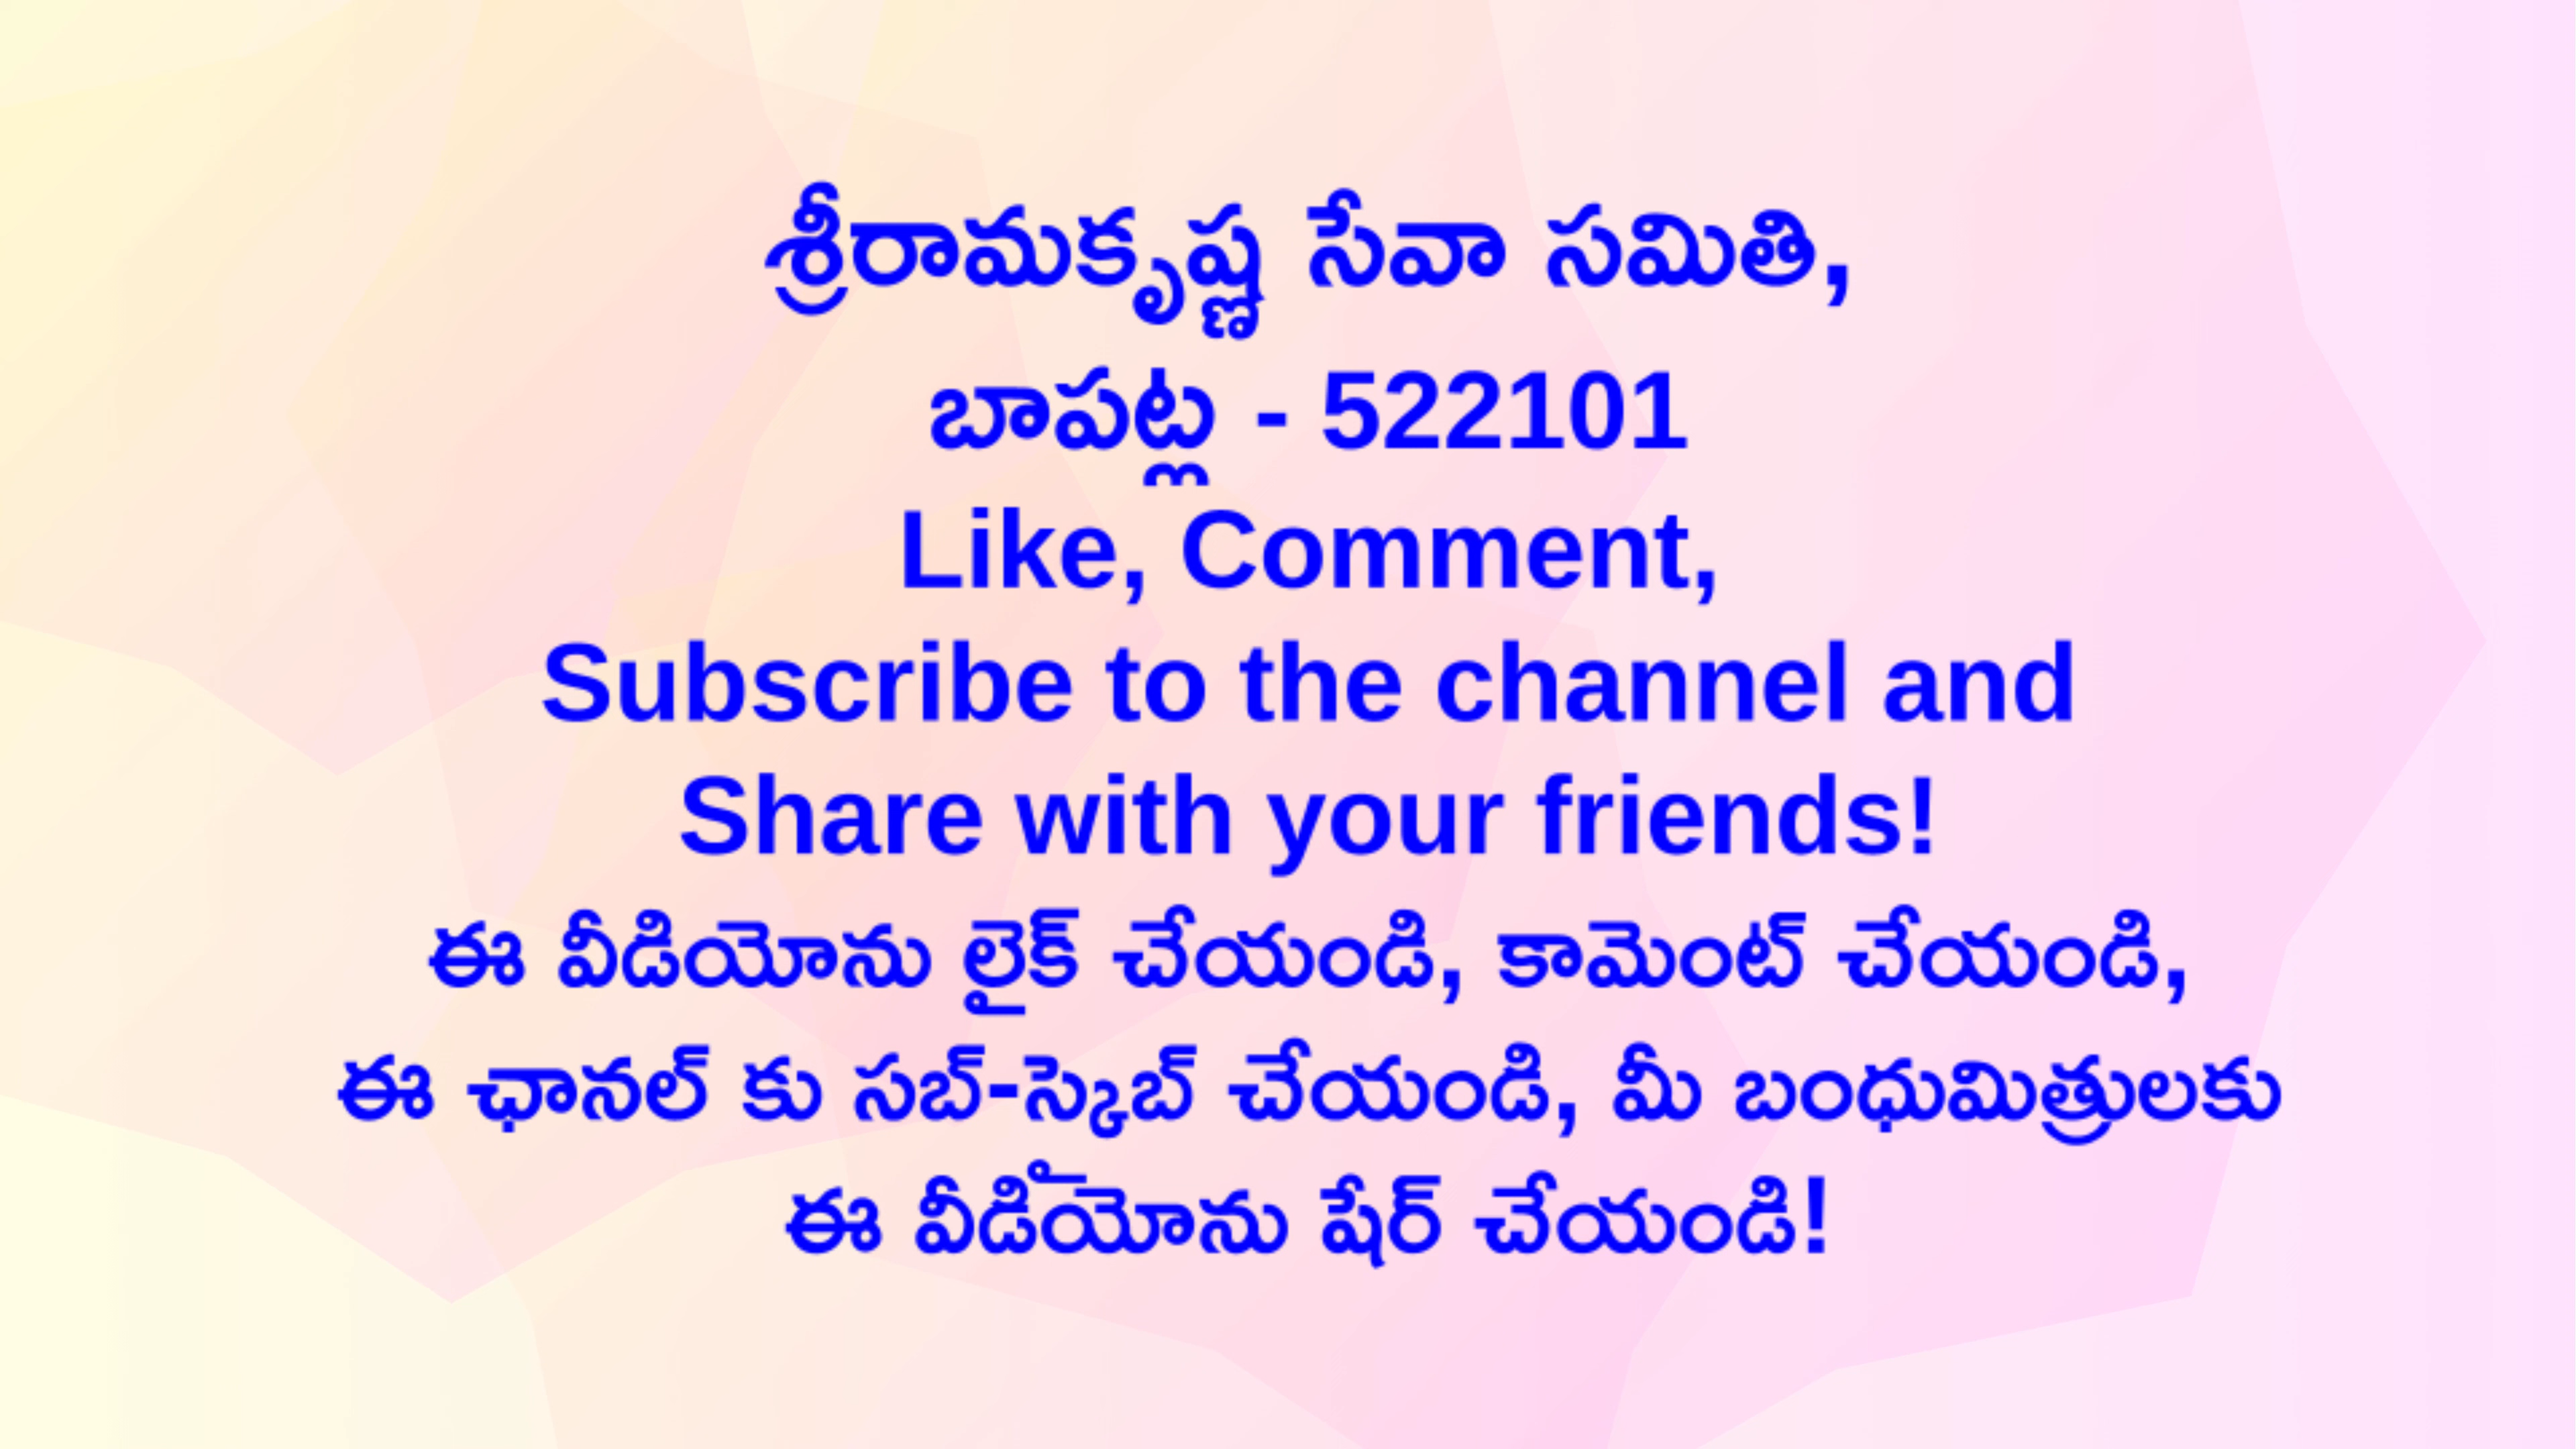 శ్రీరామకృష్ణ సేవా సమితి,
బాపట్ల - 522101
Like, Comment,
Subscribe to the channel and
Share with your friends!
ఈ వీడియోను లైక్ చేయండి, కామెంట్ చేయండి,
ఈ ఛానల్ కు సబ్-స్కైబ్ చేయండి, మీ బంధుమిత్రులకు
ఈ వీడియోను షేర్ చేయండి!